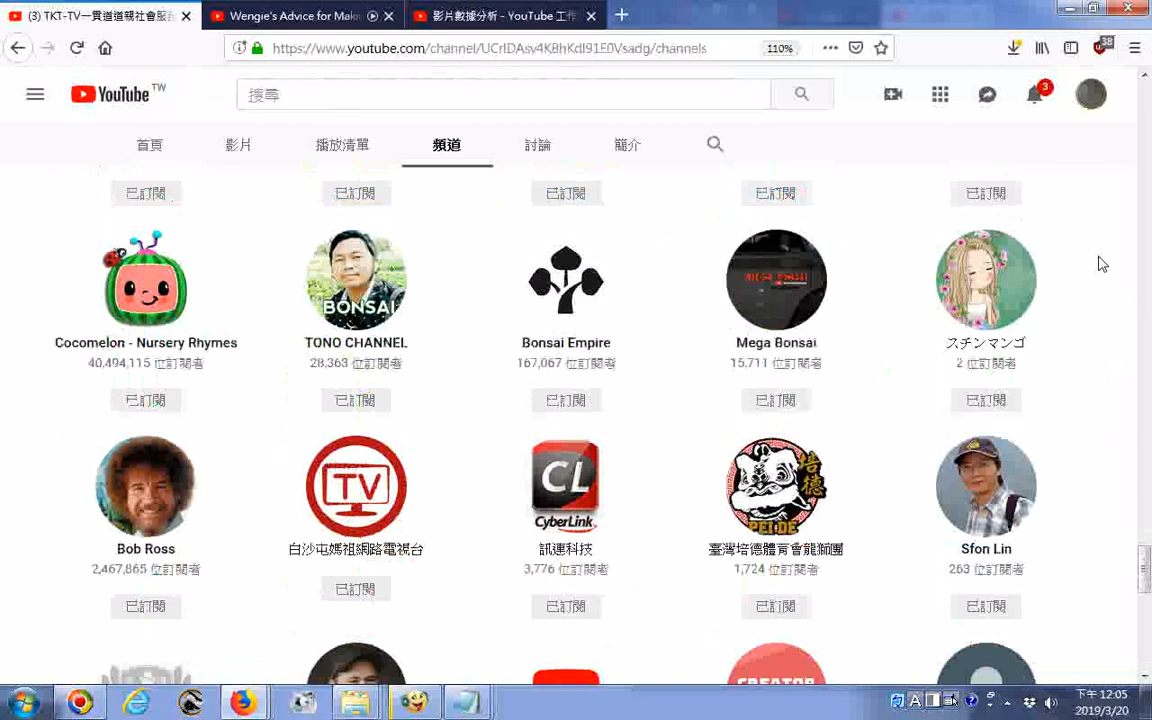 (3) TKT-TV一貫道道親社會服務
Wengie's Advice for Maki
影片數據分析 - YouTube 工作
https://www.youtube.com/channel/UCrIDAsv4KBhKdI91E0Vsadg/channels
110%
38
YouTube TW
搜尋
3
首頁
影片
播放清單
頻道
討論
簡介
已訂閱 已訂閱 已訂閱 已訂閱 已訂閱
BONSAI
MEGA BONSAI
Cocomelon - Nursery Rhymes TONO CHANNEL Bonsai Empire Mega Bonsai スチンマンゴ
40,494,115 位訂閱者 28,363 位訂閱者 167,067 位訂閱者 15,711 位訂閱者 2 位訂閱者
已訂閱 已訂閱 已訂閱 已訂閱 已訂閱
TV
CL
CyberLink
培德
PEI DE
Bob Ross 白沙屯媽祖網路電視台 訊連科技 臺灣培德體育會龍獅團 Sfon Lin
2,467,865 位訂閱者 3,776 位訂閱者 1,724 位訂閱者 263 位訂閱者
已訂閱 已訂閱 已訂閱 已訂閱 已訂閱
CREATOR
A
下午 12:05
2019/3/20